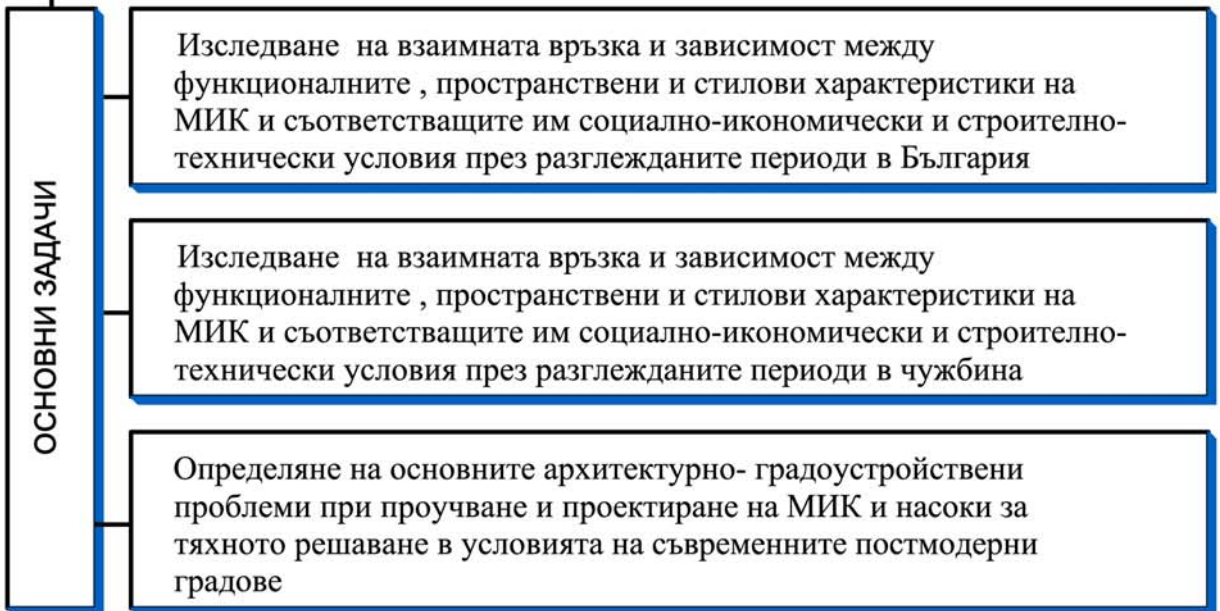 ОСНОВНИ ЗАДАЧИ
Изследване на взаимната връзка и зависимост между
функционалните , пространствени и стилови характеристики на
МИК и съответстващите им социално-икономически и строително-
технически условия през разглежданите периоди в България
Изследване на взаимната връзка и зависимост между
функционалните , пространствени и стилови характеристики на
МИК и съответстващите им социално-икономически и строително-
технически условия през разглежданите периоди в чужбина
Определяне на основните архитектурно- градоустройствени
проблеми при проучване и проектиране на МИК и насоки за
тяхното решаване в условията на съвременните постмодерни
градове